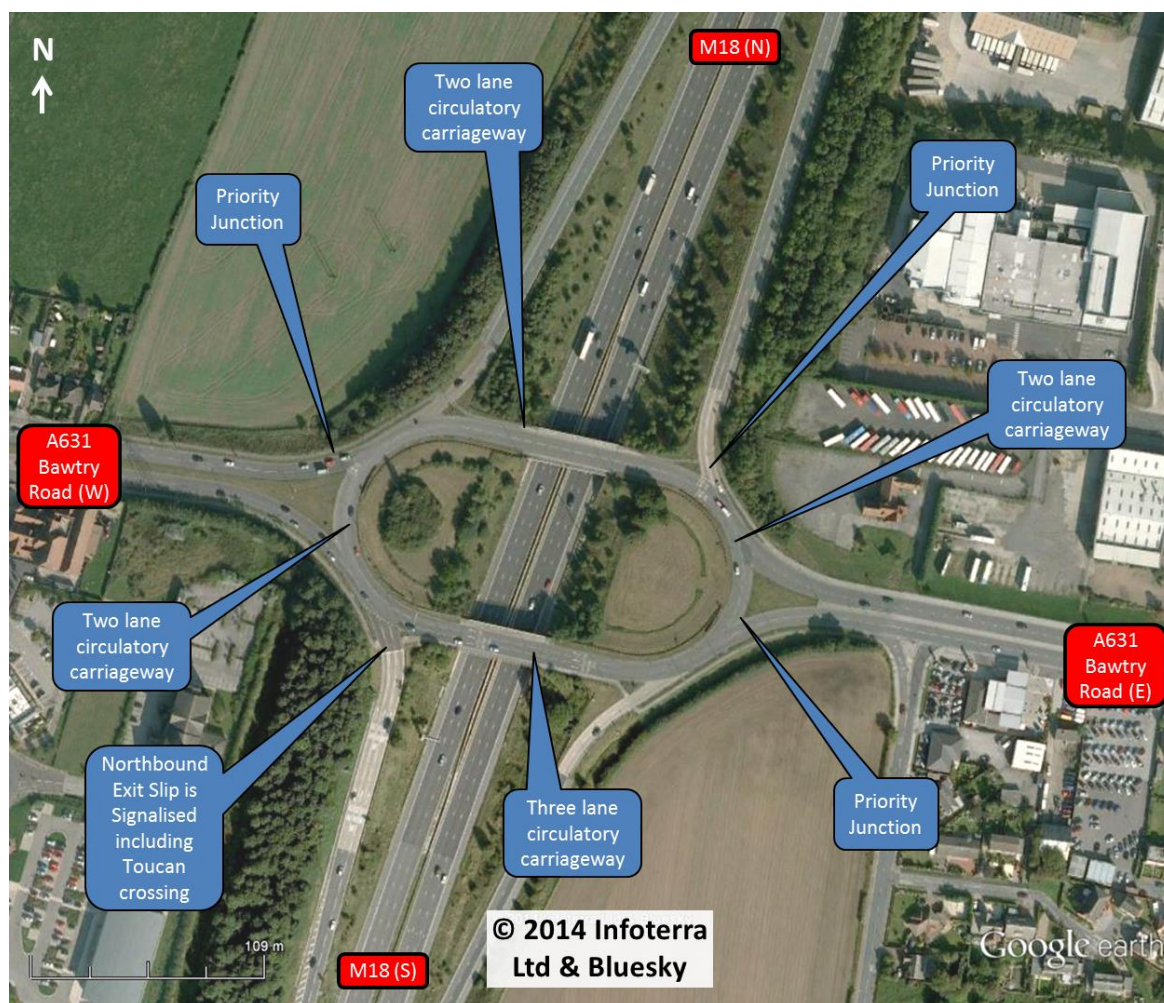 N
M18 (N)
Two lane
circulatory
carriageway
Priority
Junction
Priority
Junction
Two lane
circulatory
carriageway
A631
Bawtry
Road (W)
Two lane
circulatory
carriageway
A631
Bawtry
Road (E)
Northbound
Exit Slip is
Signalised
including
Toucan
crossing
Three lane
circulatory
carriageway
Priority
Junction
109 m
M18 (S)
© 2014 Infoterra
Ltd & Bluesky
Google earth